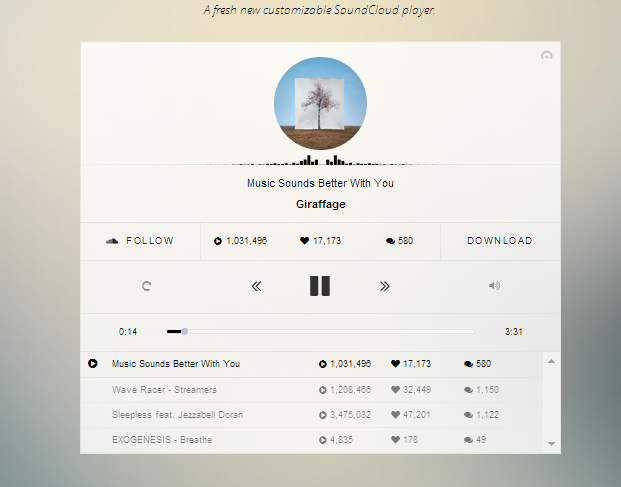 A fresh new customizable SoundCloud player.
Music Sounds Better With You
Giraffage
FOLLOW 1,031,496 17,173 580 DOWNLOAD
0:14 3:31
Music Sounds Better With You 1,031,496 17,173 580
Wave Racer - Streamers 1,208,466 32,449 1,150
Sleepless feat. Jezzabell Doran 3,475,032 47,201 1,122
EXOGENESIS - Breathe 4,835 178 49